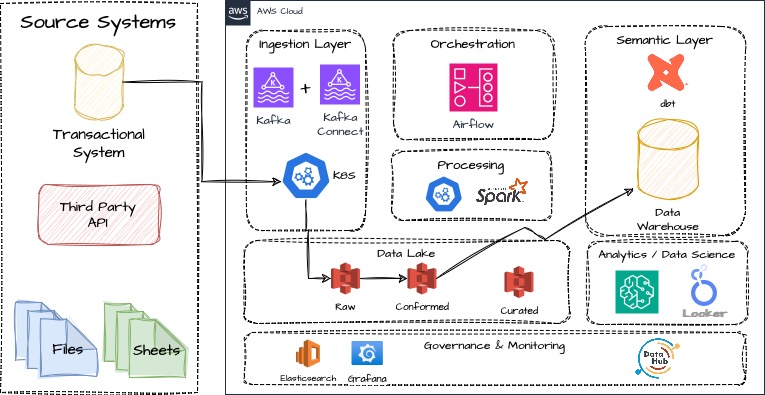 Source Systems
Transactional
System
Third Party
API
Files
Sheets
aws
AWS Cloud
Ingestion Layer
Kafka
+
Kafka
Connect
K8S
Orchestration
Airflow
Processing
Spark
Semantic Layer
dbt
Data
Warehouse
Data Lake
Raw
Conformed
Curated
Analytics / Data Science
Looker
Governance & Monitoring
Elasticsearch
Grafana
Data
Hub